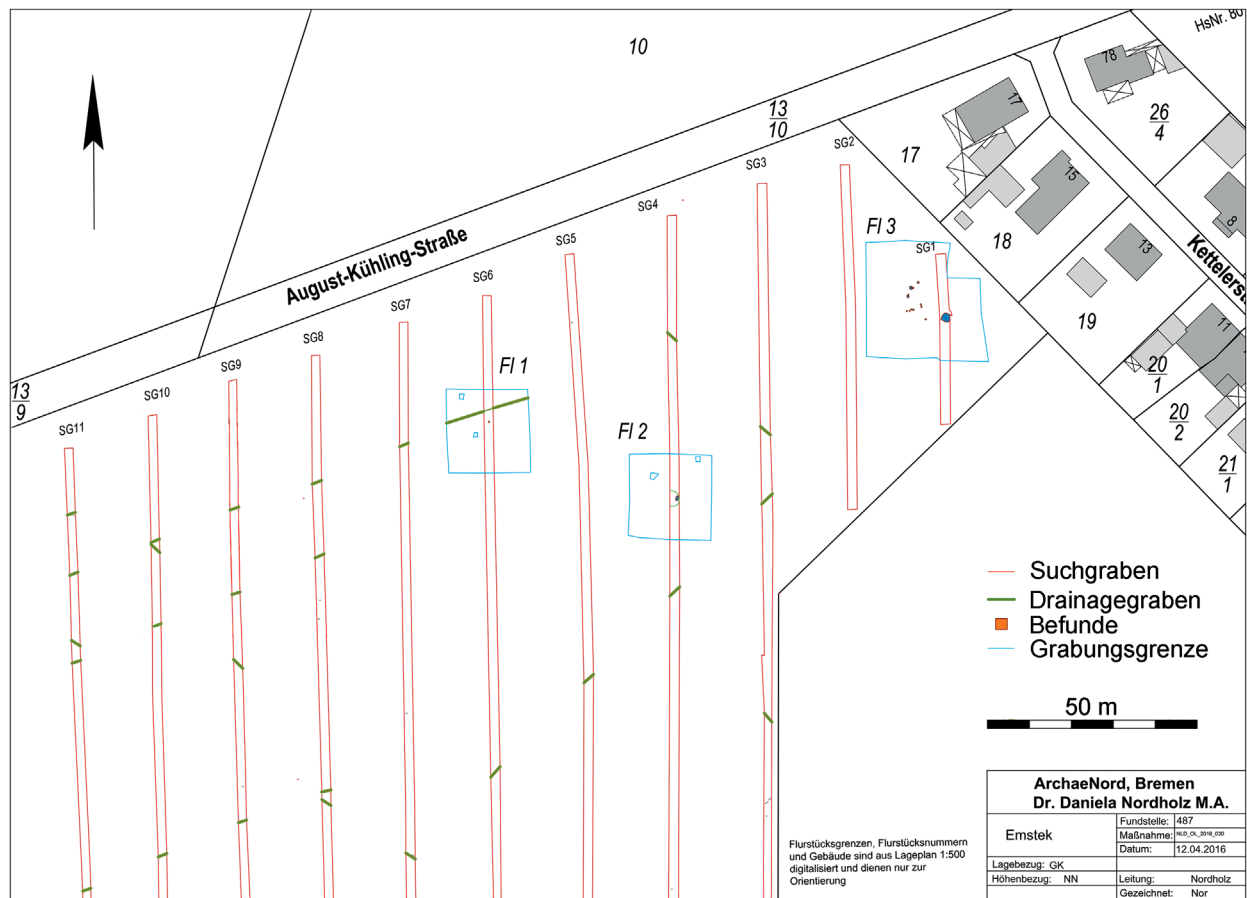 10
HsNr. 80
78
26
4
13
10
17
17
SG2
15
18
8
SG3
SG4
Fl 3
SG1
13
Kettelerst
19
August-Kühling-Straße
SG5
SG6
SG7
SG8
SG9
SG10
SG11
13
9
Fl 1
Fl 2
11
20
1
20
2
21
1
Suchgraben
Drainagegraben
Befunde
Grabungsgrenze
50 m
Flurstücksgrenzen, Flurstücksnummern
und Gebäude sind aus Lageplan 1:500
digitalisiert und dienen nur zur
Orientierung
ArchaeNord, Bremen
Dr. Daniela Nordholz M.A.
Emstek
Fundstelle: 487
Maßnahme: NLD_OL_2016_030
Datum: 12.04.2016
Lagebezug: GK
Höhenbezug: NN
Leitung: Nordholz
Gezeichnet: Nor